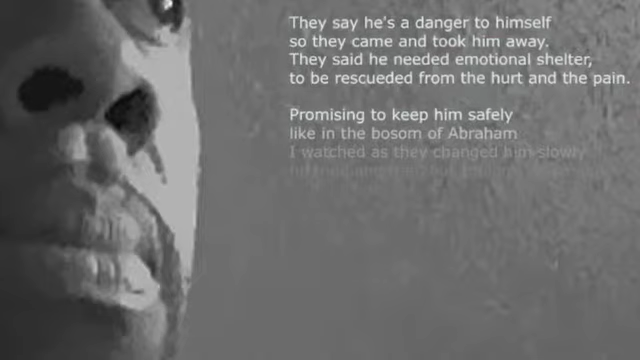 They say he's a danger to himself
so they came and took him away.
They said he needed emotional shelter,
to be rescueded from the hurt and the pain.
Promising to keep him safely
like in the bosom of Abraham
I watched as they changed him slowly